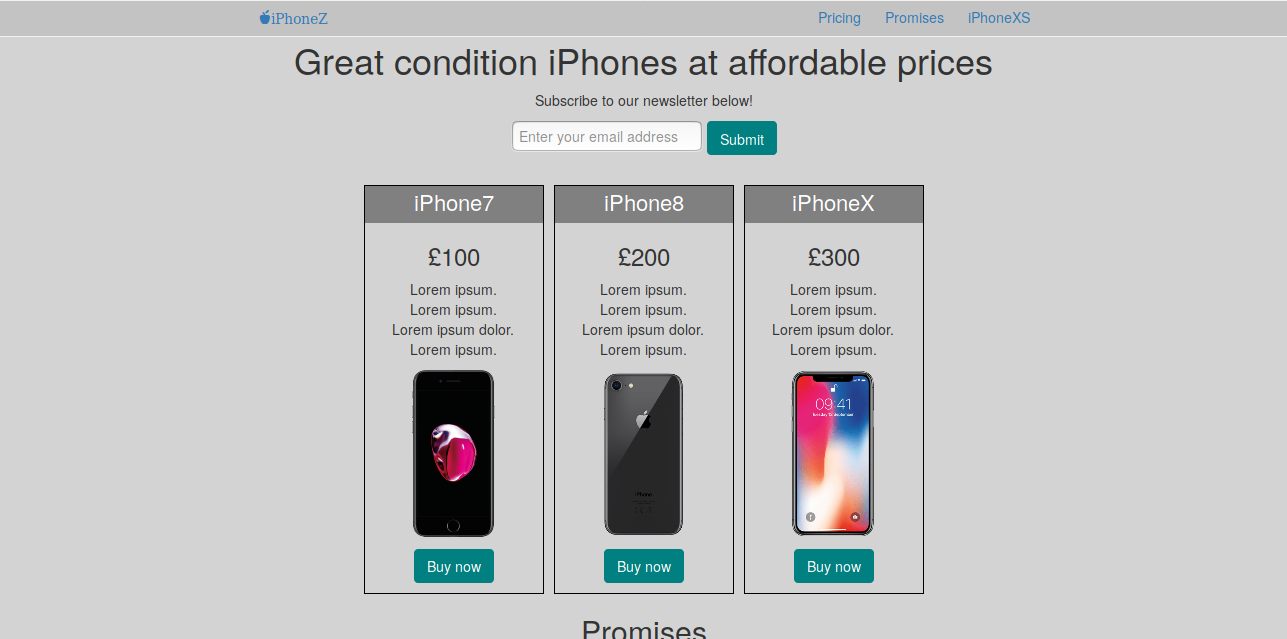 iPhoneZ
Pricing Promises iPhoneXS
Great condition iPhones at affordable prices
Subscribe to our newsletter below!
Enter your email address Submit
iPhone7
£100
Lorem ipsum.
Lorem ipsum.
Lorem ipsum dolor.
Lorem ipsum.
Buy now
iPhone8
£200
Lorem ipsum.
Lorem ipsum.
Lorem ipsum dolor.
Lorem ipsum.
iPhone
Buy now
iPhoneX
£300
Lorem ipsum.
Lorem ipsum.
Lorem ipsum dolor.
Lorem ipsum.
09:41
Buy now
Promises